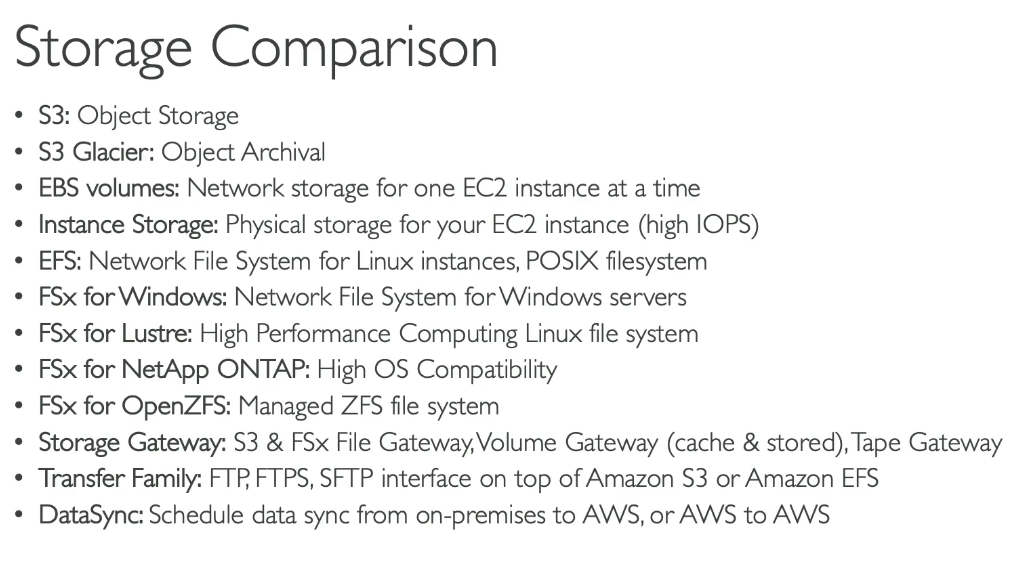 Storage Comparison
• S3: Object Storage
• S3 Glacier: Object Archival
• EBS volumes: Network storage for one EC2 instance at a time
• Instance Storage: Physical storage for your EC2 instance (high IOPS)
• EFS: Network File System for Linux instances, POSIX filesystem
• FSx for Windows: Network File System for Windows servers
• FSx for Lustre: High Performance Computing Linux file system
• FSx for NetApp ONTAP: High OS Compatibility
• FSx for OpenZFS: Managed ZFS file system
• Storage Gateway: S3 & FSx File Gateway, Volume Gateway (cache & stored), Tape Gateway
• Transfer Family: FTP, FTPS, SFTP interface on top of Amazon S3 or Amazon EFS
• DataSync: Schedule data sync from on-premises to AWS, or AWS to AWS